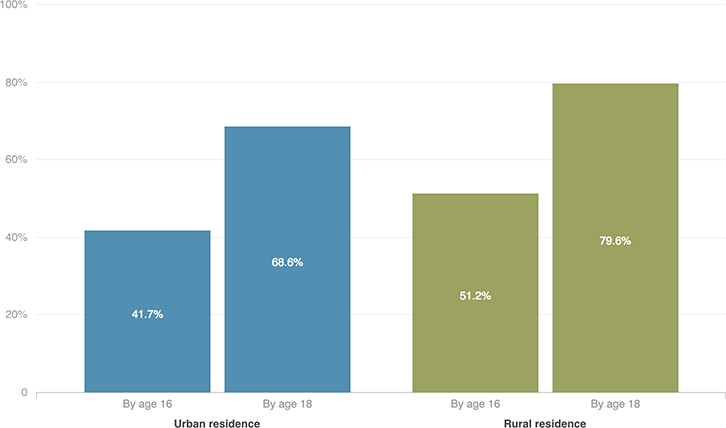 100%
80%
60%
40%
20%
0
41.7%
68.6%
51.2%
79.6%
By age 16
By age 18
By age 16
By age 18
Urban residence
Rural residence